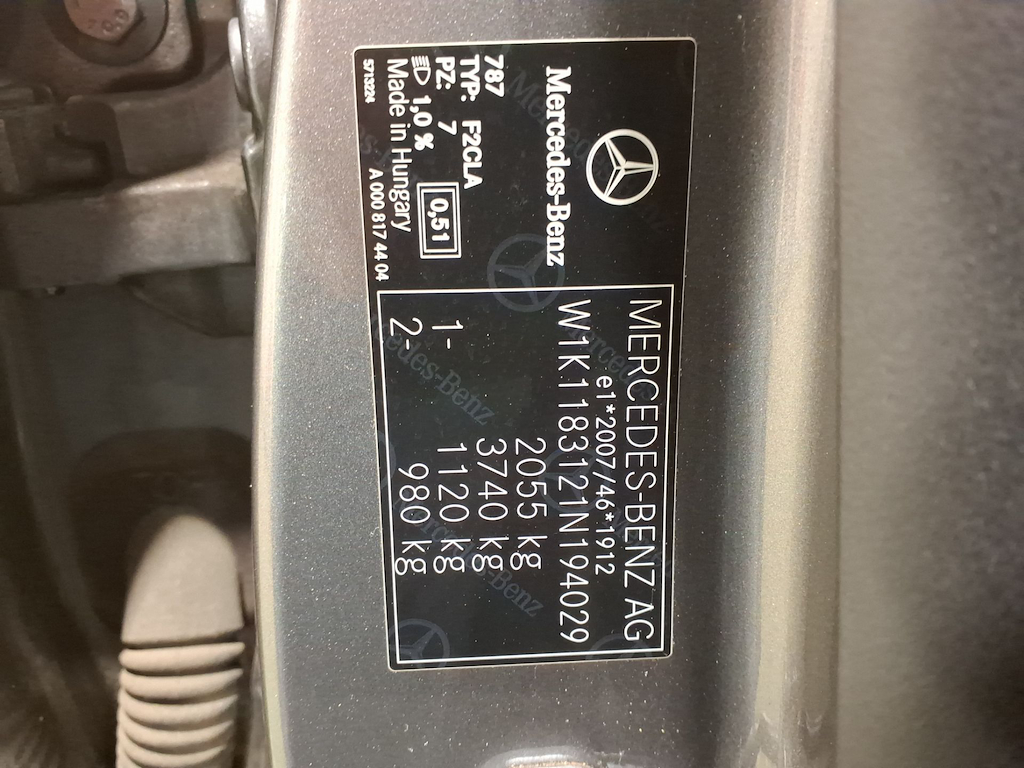 Mercedes-Benz
787
TYP: F2CLA
PZ: 7
1,0 %
0,51
Made in Hungary
5713224
A 000 817 44 04
MERCEDES-BENZ AG
e1*2007/46*1912
W1K1183121N194029
2055 kg
3740 kg
1- 1120 kg
2- 980 kg